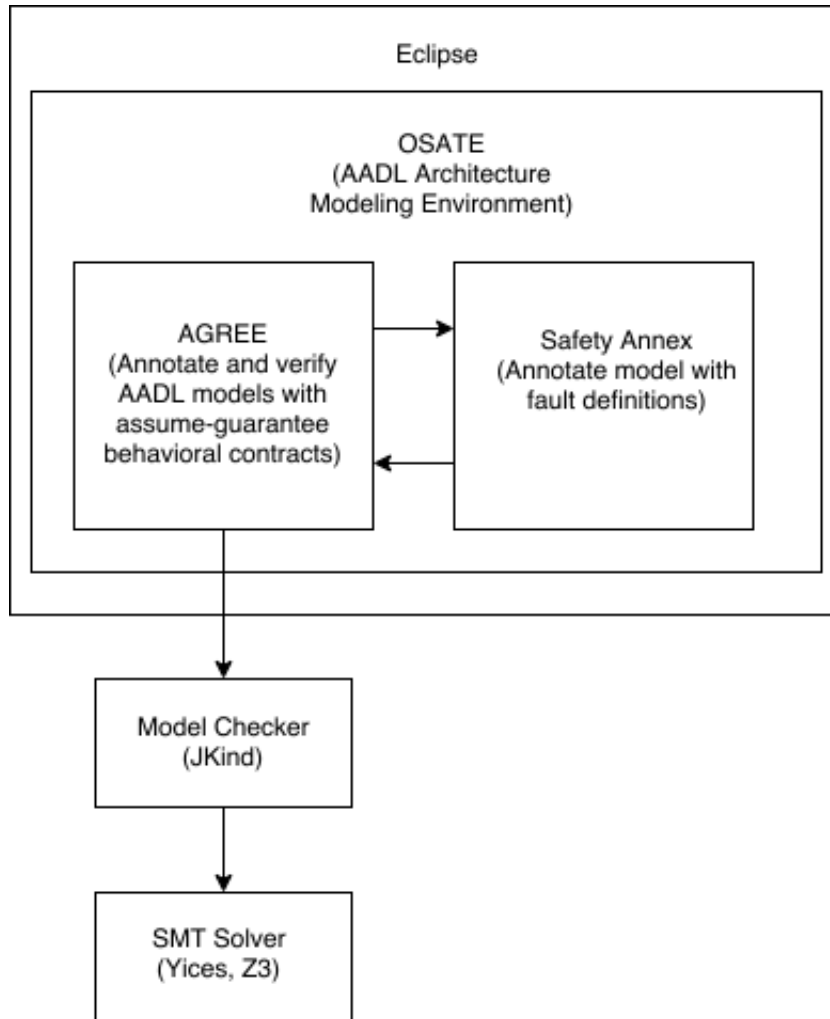 Eclipse
OSATE
(AADL Architecture
Modeling Environment)
AGREE
(Annotate and verify
AADL models with
assume-guarantee
behavioral contracts)
Safety Annex
(Annotate model with
fault definitions)
Model Checker
(JKind)
SMT Solver
(Yices, Z3)